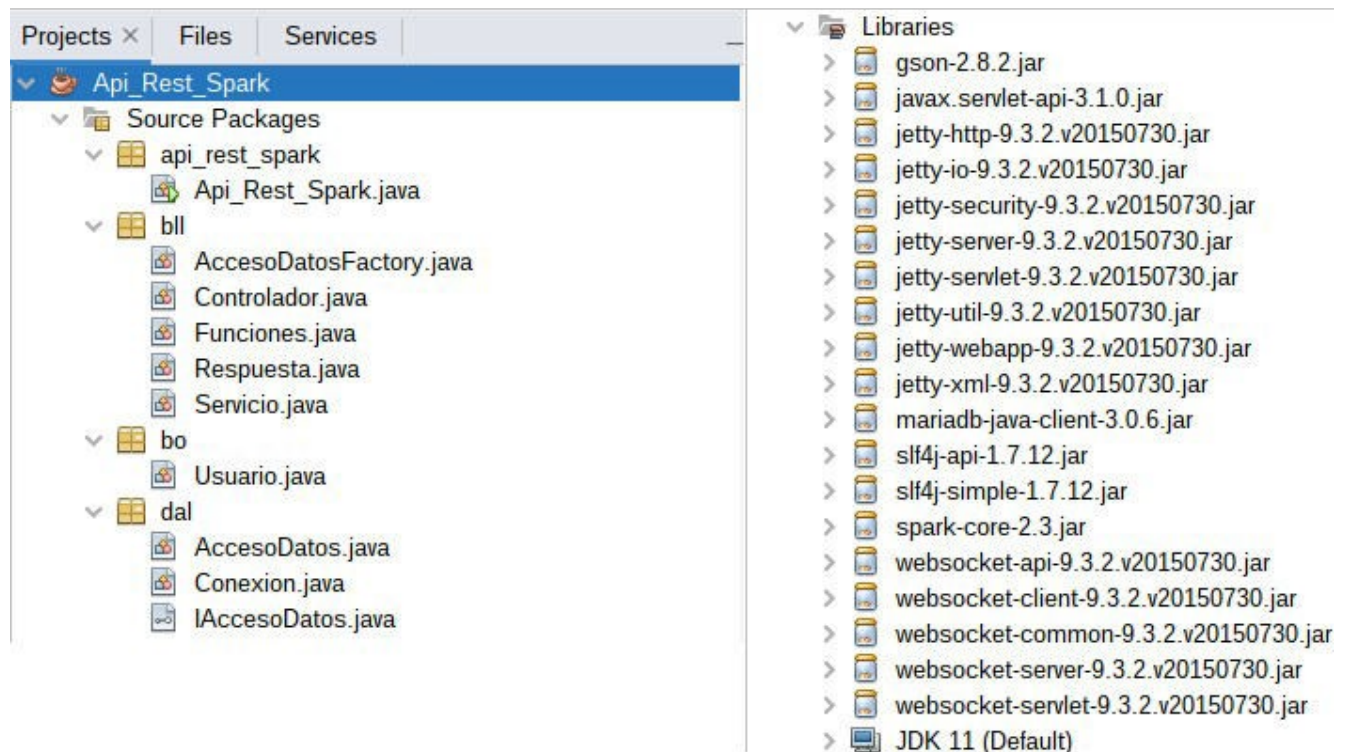 Projects × Files Services
Api_Rest_Spark
Source Packages
api_rest_spark
Api_Rest_Spark.java
bll
AccesoDatosFactory.java
Controlador.java
Funciones.java
Respuesta.java
Servicio.java
bo
Usuario.java
dal
AccesoDatos.java
Conexion.java
IAccesoDatos.java
Libraries
gson-2.8.2.jar
javax.servlet-api-3.1.0.jar
jetty-http-9.3.2.v20150730.jar
jetty-io-9.3.2.v20150730.jar
jetty-security-9.3.2.v20150730.jar
jetty-server-9.3.2.v20150730.jar
jetty-servlet-9.3.2.v20150730.jar
jetty-util-9.3.2.v20150730.jar
jetty-webapp-9.3.2.v20150730.jar
jetty-xml-9.3.2.v20150730.jar
mariadb-java-client-3.0.6.jar
slf4j-api-1.7.12.jar
slf4j-simple-1.7.12.jar
spark-core-2.3.jar
websocket-api-9.3.2.v20150730.jar
websocket-client-9.3.2.v20150730.jar
websocket-common-9.3.2.v20150730.jar
websocket-server-9.3.2.v20150730.jar
websocket-servlet-9.3.2.v20150730.jar
JDK 11 (Default)